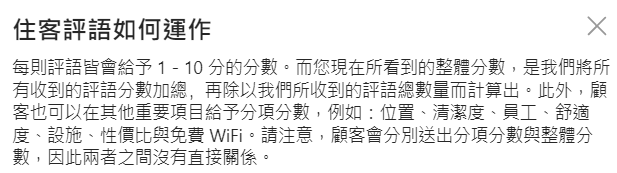 住客評語如何運作
每則評語皆會給予 1 - 10 分的分數。而您現在所看到的整體分數，是我們將所
有收到的評語分數加總，再除以我們所收到的評語總數量而計算出。此外，顧
客也可以在其他重要項目給予分項分數，例如：位置、清潔度、員工、舒適
度、設施、性價比與免費 WiFi。請注意，顧客會分別送出分項分數與整體分
數，因此兩者之間沒有直接關係。